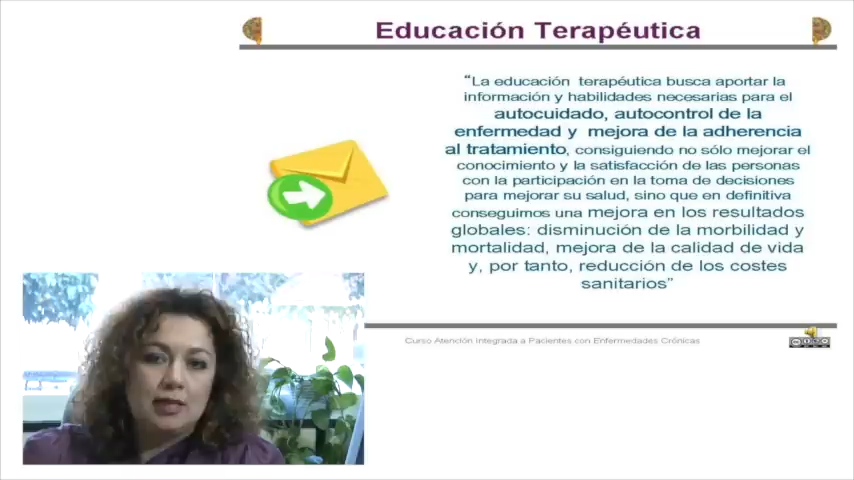 Educación Terapéutica
“La educación terapéutica busca aportar la
información y habilidades necesarias para el
autocuidado, autocontrol de la
enfermedad y mejora de la adherencia
al tratamiento, consiguiendo no sólo mejorar el
conocimiento y la satisfacción de las personas
con la participación en la toma de decisiones
para mejorar su salud, sino que en definitiva
conseguimos una mejora en los resultados
globales: disminución de la morbilidad y
mortalidad, mejora de la calidad de vida
y, por tanto, reducción de los costes
sanitarios”
Curso Atención Integrada a Pacientes con Enfermedades Crónicas